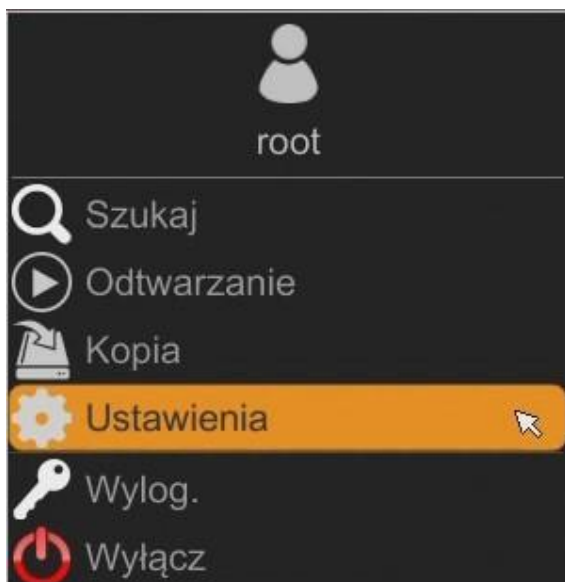 root
Szukaj
Odtwarzanie
Kopia
Ustawienia
Wylog.
Wyłącz